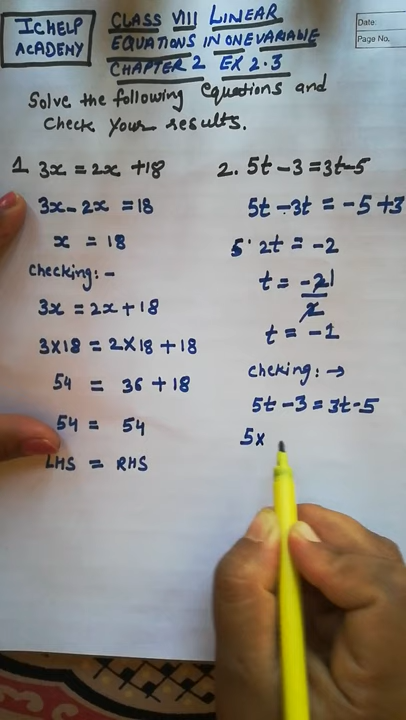 ICHELP
ACADEMY
CLASS VIII LINEAR
EQUATIONS IN ONE VARIABLE
CHAPTER 2 EX 2.3
Date:
Page No.
Solve the following equations and
check your results.
1. 3x = 2x + 18
3x - 2x = 18
x = 18
checking:-
3x = 2x + 18
3x18 = 2x18 + 18
54 = 36 + 18
54 = 54
LHS = RHS
2. 5t - 3 = 3t - 5
5t - 3t = -5 + 3
5' 2t = -2
t = -21
2
t = -1
cheking:→
5t - 3 = 3t - 5
5x